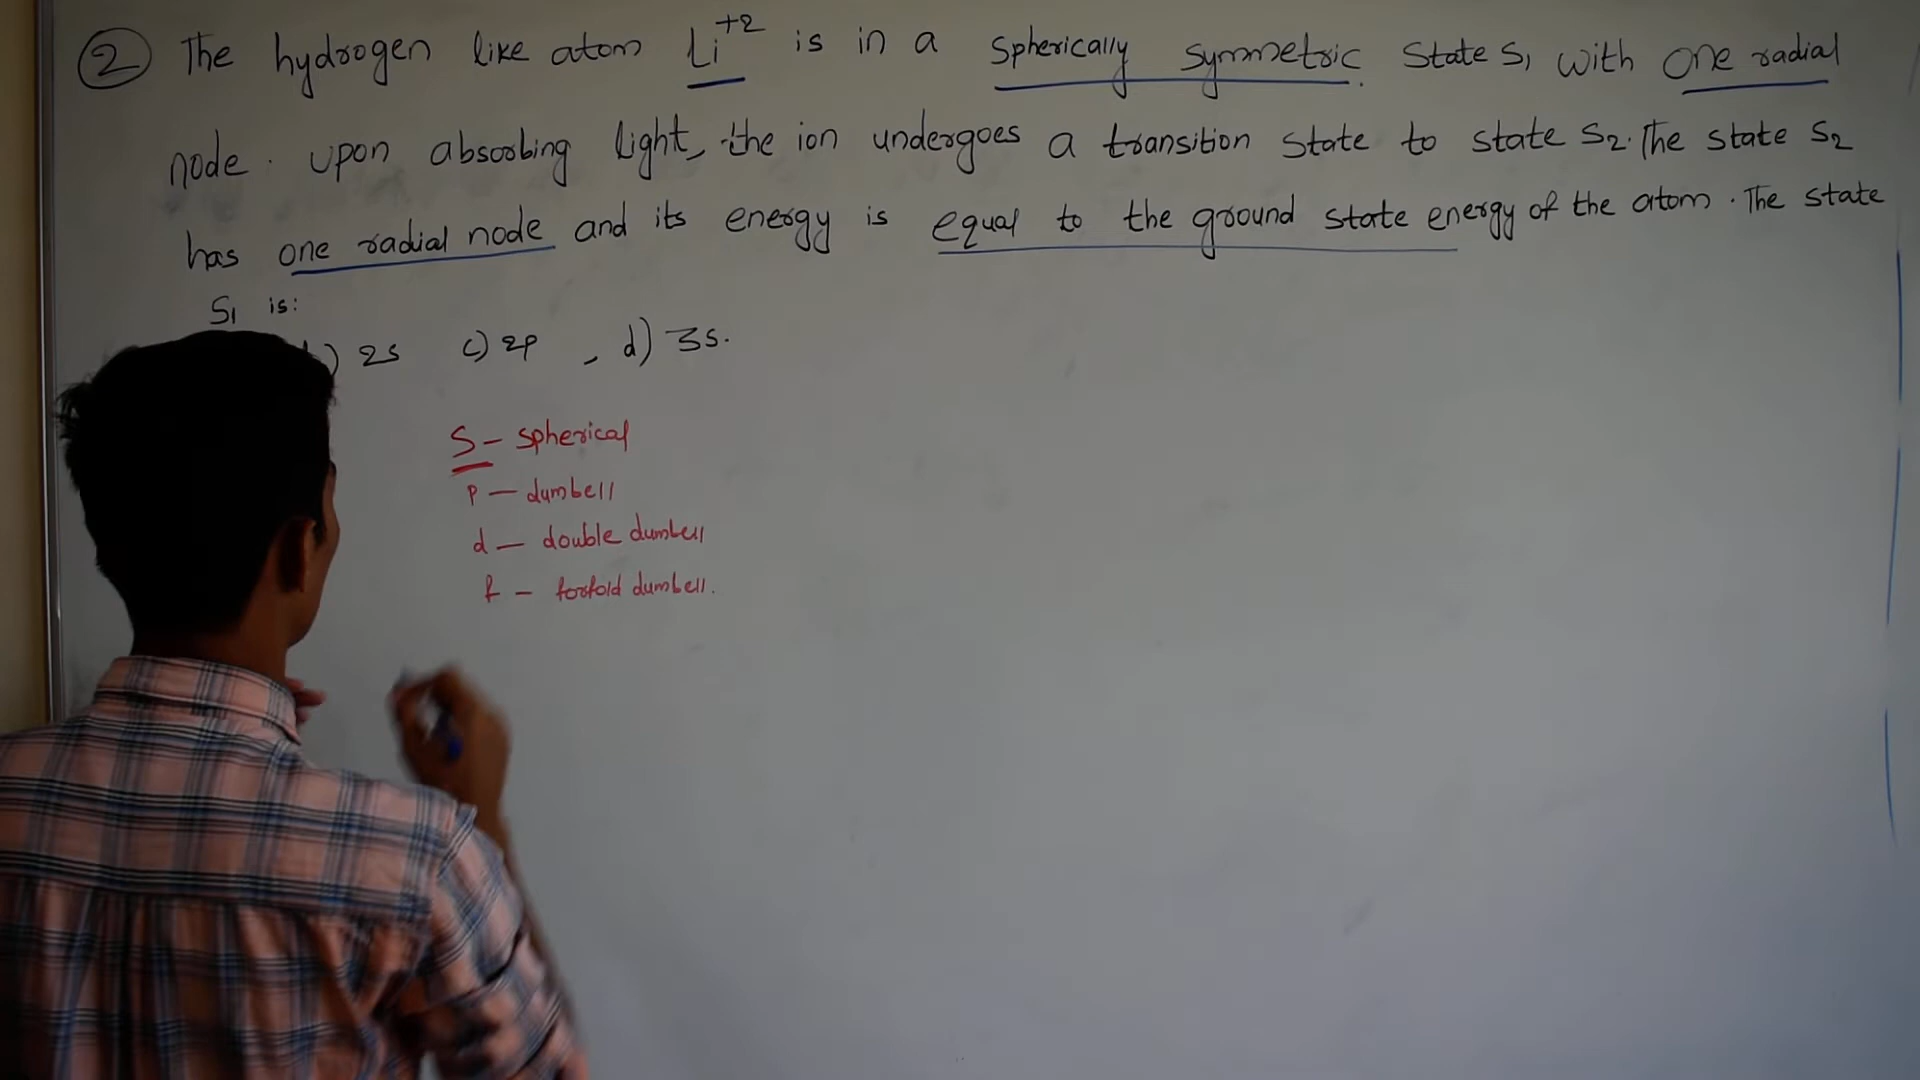 ② The hydrogen like atom Li+2 is in a spherically symmetric state S1 with one radial
node. upon absorbing light, the ion undergoes a transition state to state S2. The state S2
has one radial node and its energy is equal to the ground state energy of the atom. The state
S1 is:
) 2s c) 2p , d) 3s.
S - spherical
P - dumbell
d - double dumbell
f - forfold dumbell.